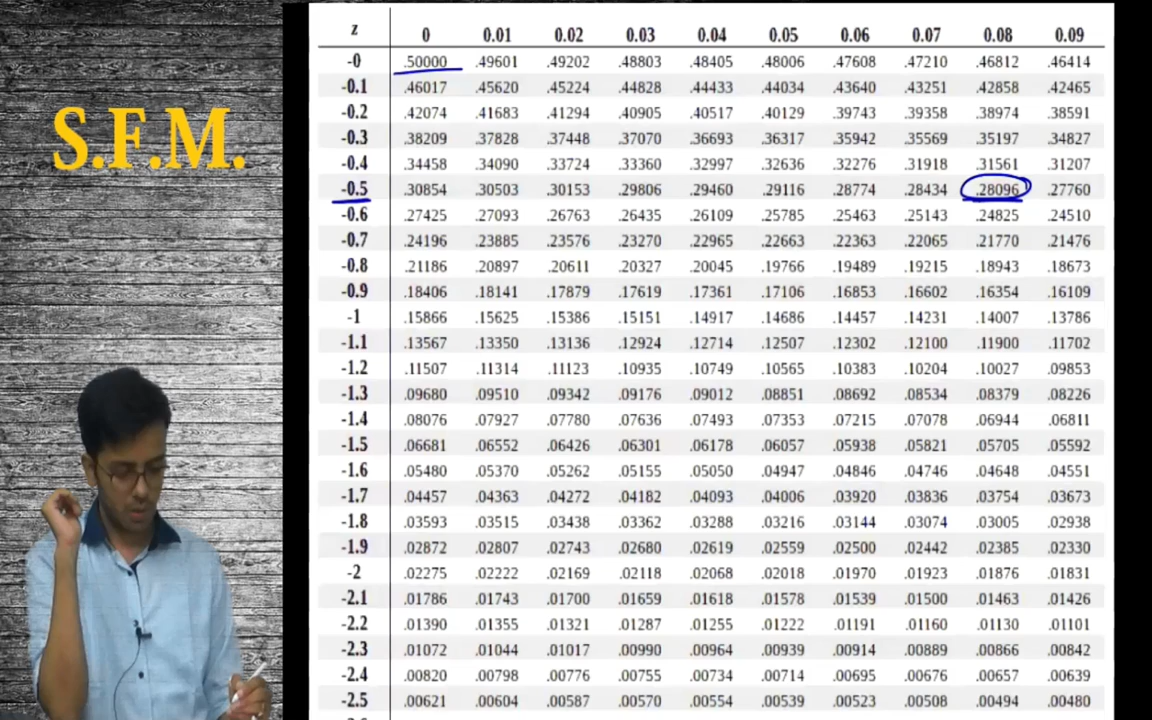 S.F.M.
z 0 0.01 0.02 0.03 0.04 0.05 0.06 0.07 0.08 0.09
-0 .50000 .49601 .49202 .48803 .48405 .48006 .47608 .47210 .46812 .46414
-0.1 .46017 .45620 .45224 .44828 .44433 .44034 .43640 .43251 .42858 .42465
-0.2 .42074 .41683 .41294 .40905 .40517 .40129 .39743 .39358 .38974 .38591
-0.3 .38209 .37828 .37448 .37070 .36693 .36317 .35942 .35569 .35197 .34827
-0.4 .34458 .34090 .33724 .33360 .32997 .32636 .32276 .31918 .31561 .31207
-0.5 .30854 .30503 .30153 .29806 .29460 .29116 .28774 .28434 .28096 .27760
-0.6 .27425 .27093 .26763 .26435 .26109 .25785 .25463 .25143 .24825 .24510
-0.7 .24196 .23885 .23576 .23270 .22965 .22663 .22363 .22065 .21770 .21476
-0.8 .21186 .20897 .20611 .20327 .20045 .19766 .19489 .19215 .18943 .18673
-0.9 .18406 .18141 .17879 .17619 .17361 .17106 .16853 .16602 .16354 .16109
-1 .15866 .15625 .15386 .15151 .14917 .14686 .14457 .14231 .14007 .13786
-1.1 .13567 .13350 .13136 .12924 .12714 .12507 .12302 .12100 .11900 .11702
-1.2 .11507 .11314 .11123 .10935 .10749 .10565 .10383 .10204 .10027 .09853
-1.3 .09680 .09510 .09342 .09176 .09012 .08851 .08692 .08534 .08379 .08226
-1.4 .08076 .07927 .07780 .07636 .07493 .07353 .07215 .07078 .06944 .06811
-1.5 .06681 .06552 .06426 .06301 .06178 .06057 .05938 .05821 .05705 .05592
-1.6 .05480 .05370 .05262 .05155 .05050 .04947 .04846 .04746 .04648 .04551
-1.7 .04457 .04363 .04272 .04182 .04093 .04006 .03920 .03836 .03754 .03673
-1.8 .03593 .03515 .03438 .03362 .03288 .03216 .03144 .03074 .03005 .02938
-1.9 .02872 .02807 .02743 .02680 .02619 .02559 .02500 .02442 .02385 .02330
-2 .02275 .02222 .02169 .02118 .02068 .02018 .01970 .01923 .01876 .01831
-2.1 .01786 .01743 .01700 .01659 .01618 .01578 .01539 .01500 .01463 .01426
-2.2 .01390 .01355 .01321 .01287 .01255 .01222 .01191 .01160 .01130 .01101
-2.3 .01072 .01044 .01017 .00990 .00964 .00939 .00914 .00889 .00866 .00842
-2.4 .00820 .00798 .00776 .00755 .00734 .00714 .00695 .00676 .00657 .00639
-2.5 .00621 .00604 .00587 .00570 .00554 .00539 .00523 .00508 .00494 .00480